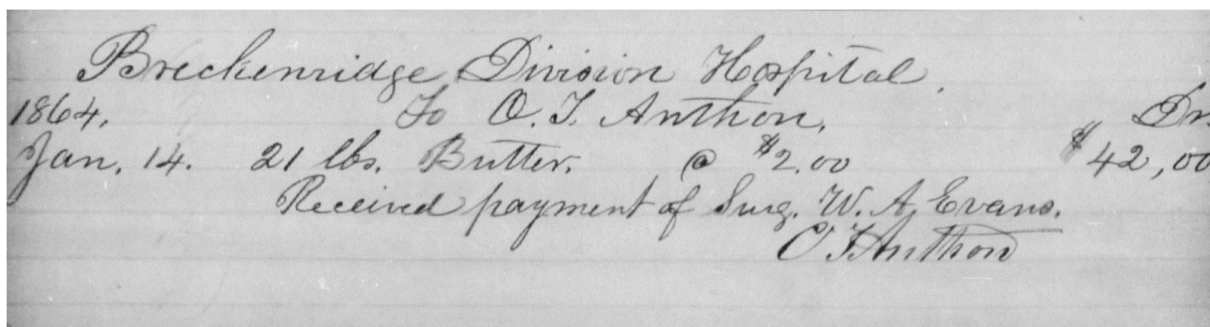 Breckenridge Division Hospital.
1864. To O. T. Anthon, Dr
Jan. 14. 21 lbs. Butter. @ $2.00 $42,00
Received payment of Surg. W. A. Evans.
O T Anthon